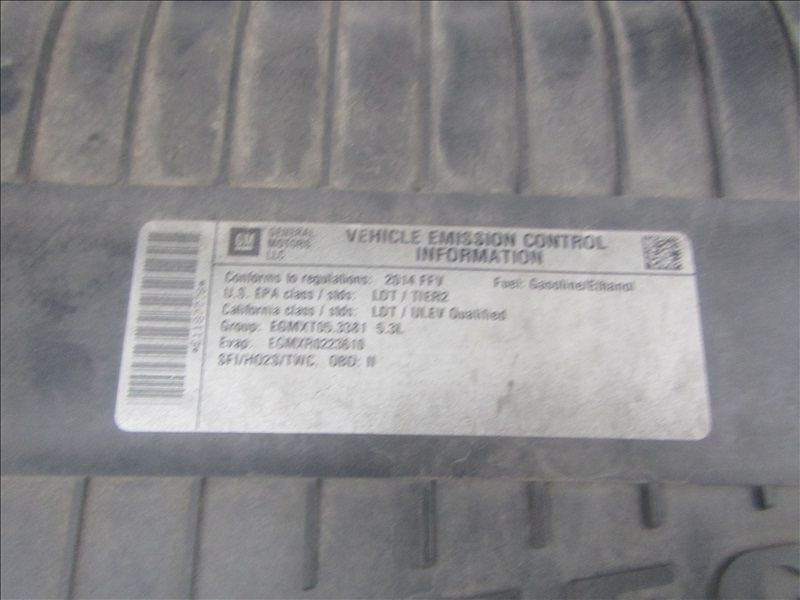 GM
GENERAL
MOTORS
LLC
VEHICLE EMISSION CONTROL
INFORMATION
Conforms to regulations: 2014 FFV Fuel: Gasoline/Ethanol
U.S. EPA class / stds: LDT / TIER2
California class / stds: LDT / ULEV Qualified
Group: EGMXT05.3381 5.3L
Evap: EGMXR0223610
SFI/HO2S/TWC, OBD: II